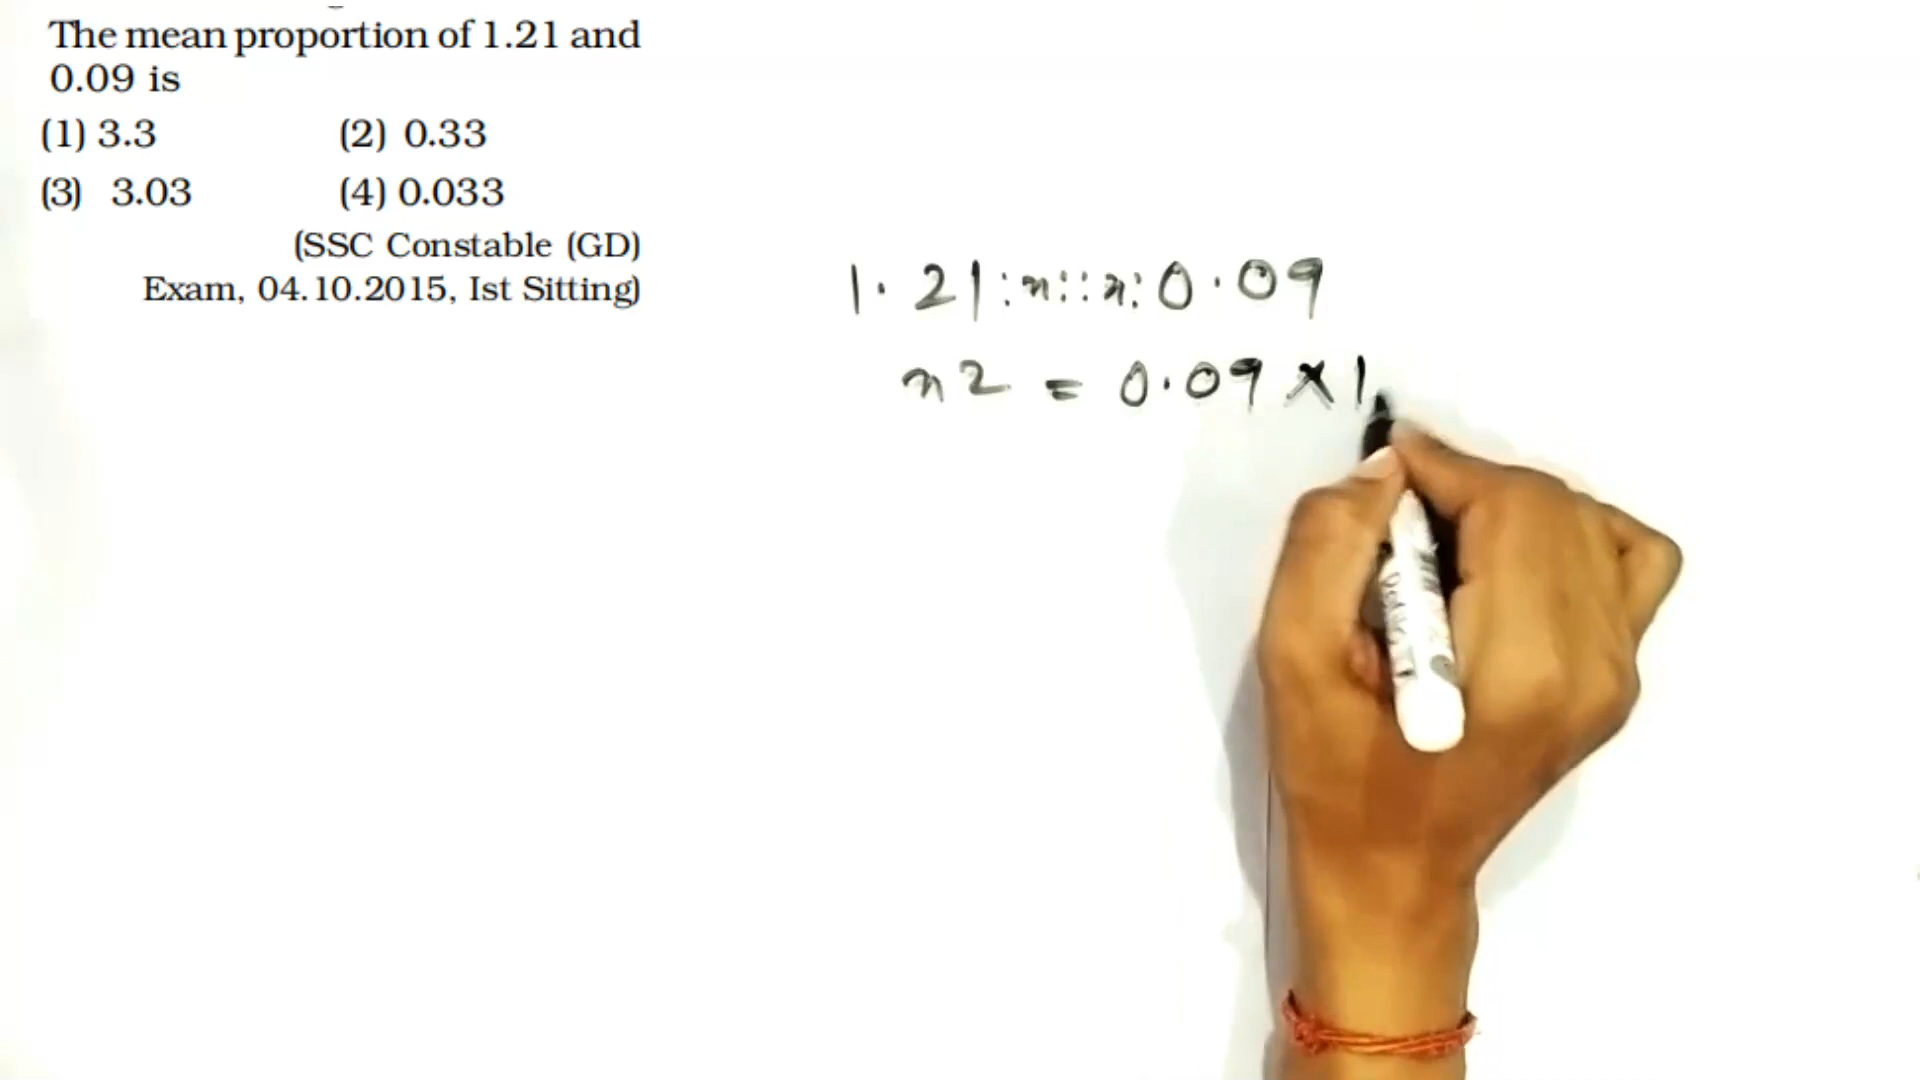 The mean proportion of 1.21 and
0.09 is
(1) 3.3 (2) 0.33
(3) 3.03 (4) 0.033
(SSC Constable (GD)
Exam, 04.10.2015, Ist Sitting)
1.21:x::x:0.09
x2 = 0.09 × 1.